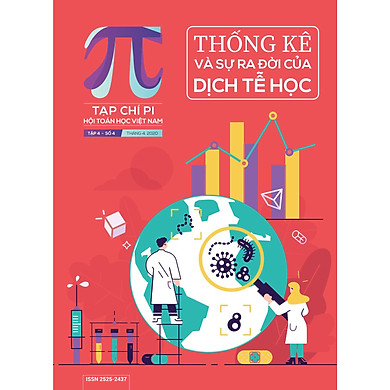 TẠP CHÍ PI
HỘI TOÁN HỌC VIỆT NAM
TẬP 4 - SỐ 4
THÁNG 4. 2020
THỐNG KÊ
VÀ SỰ RA ĐỜI CỦA
DỊCH TỄ HỌC
ISSN 2525-2437